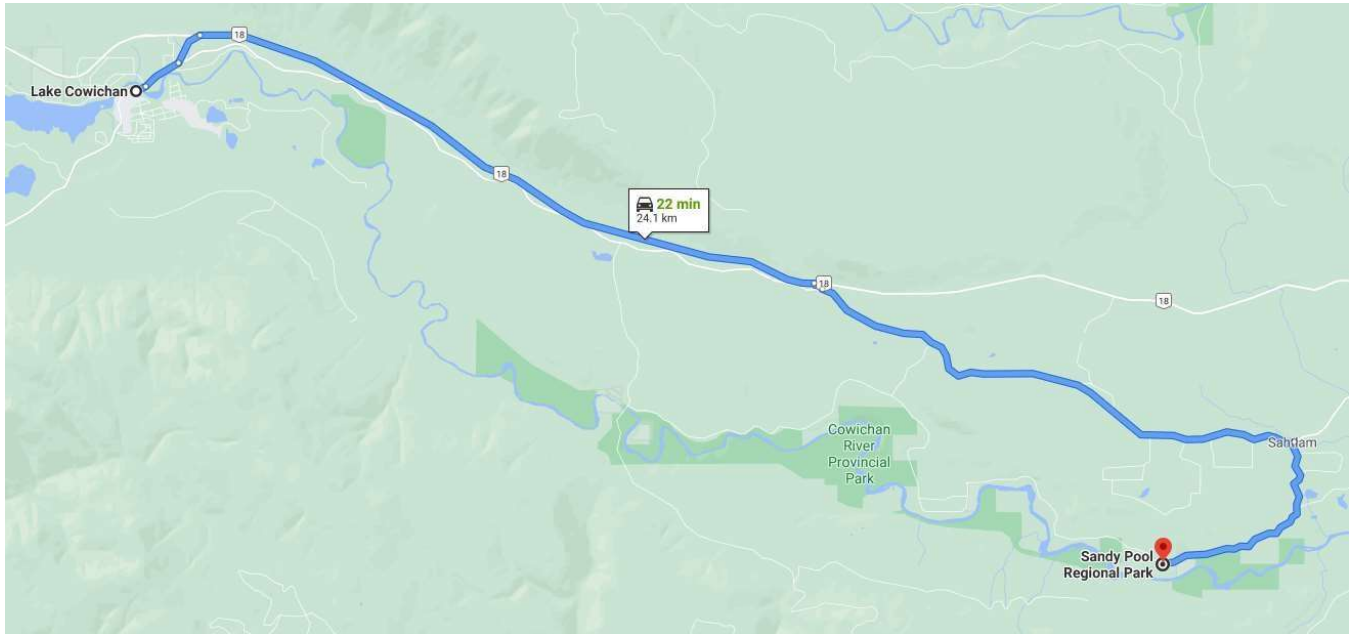 18
Lake Cowichan
18
22 min
24.1 km
18
18
Cowichan
River
Provincial
Park
Sahtlam
Sandy Pool
Regional Park